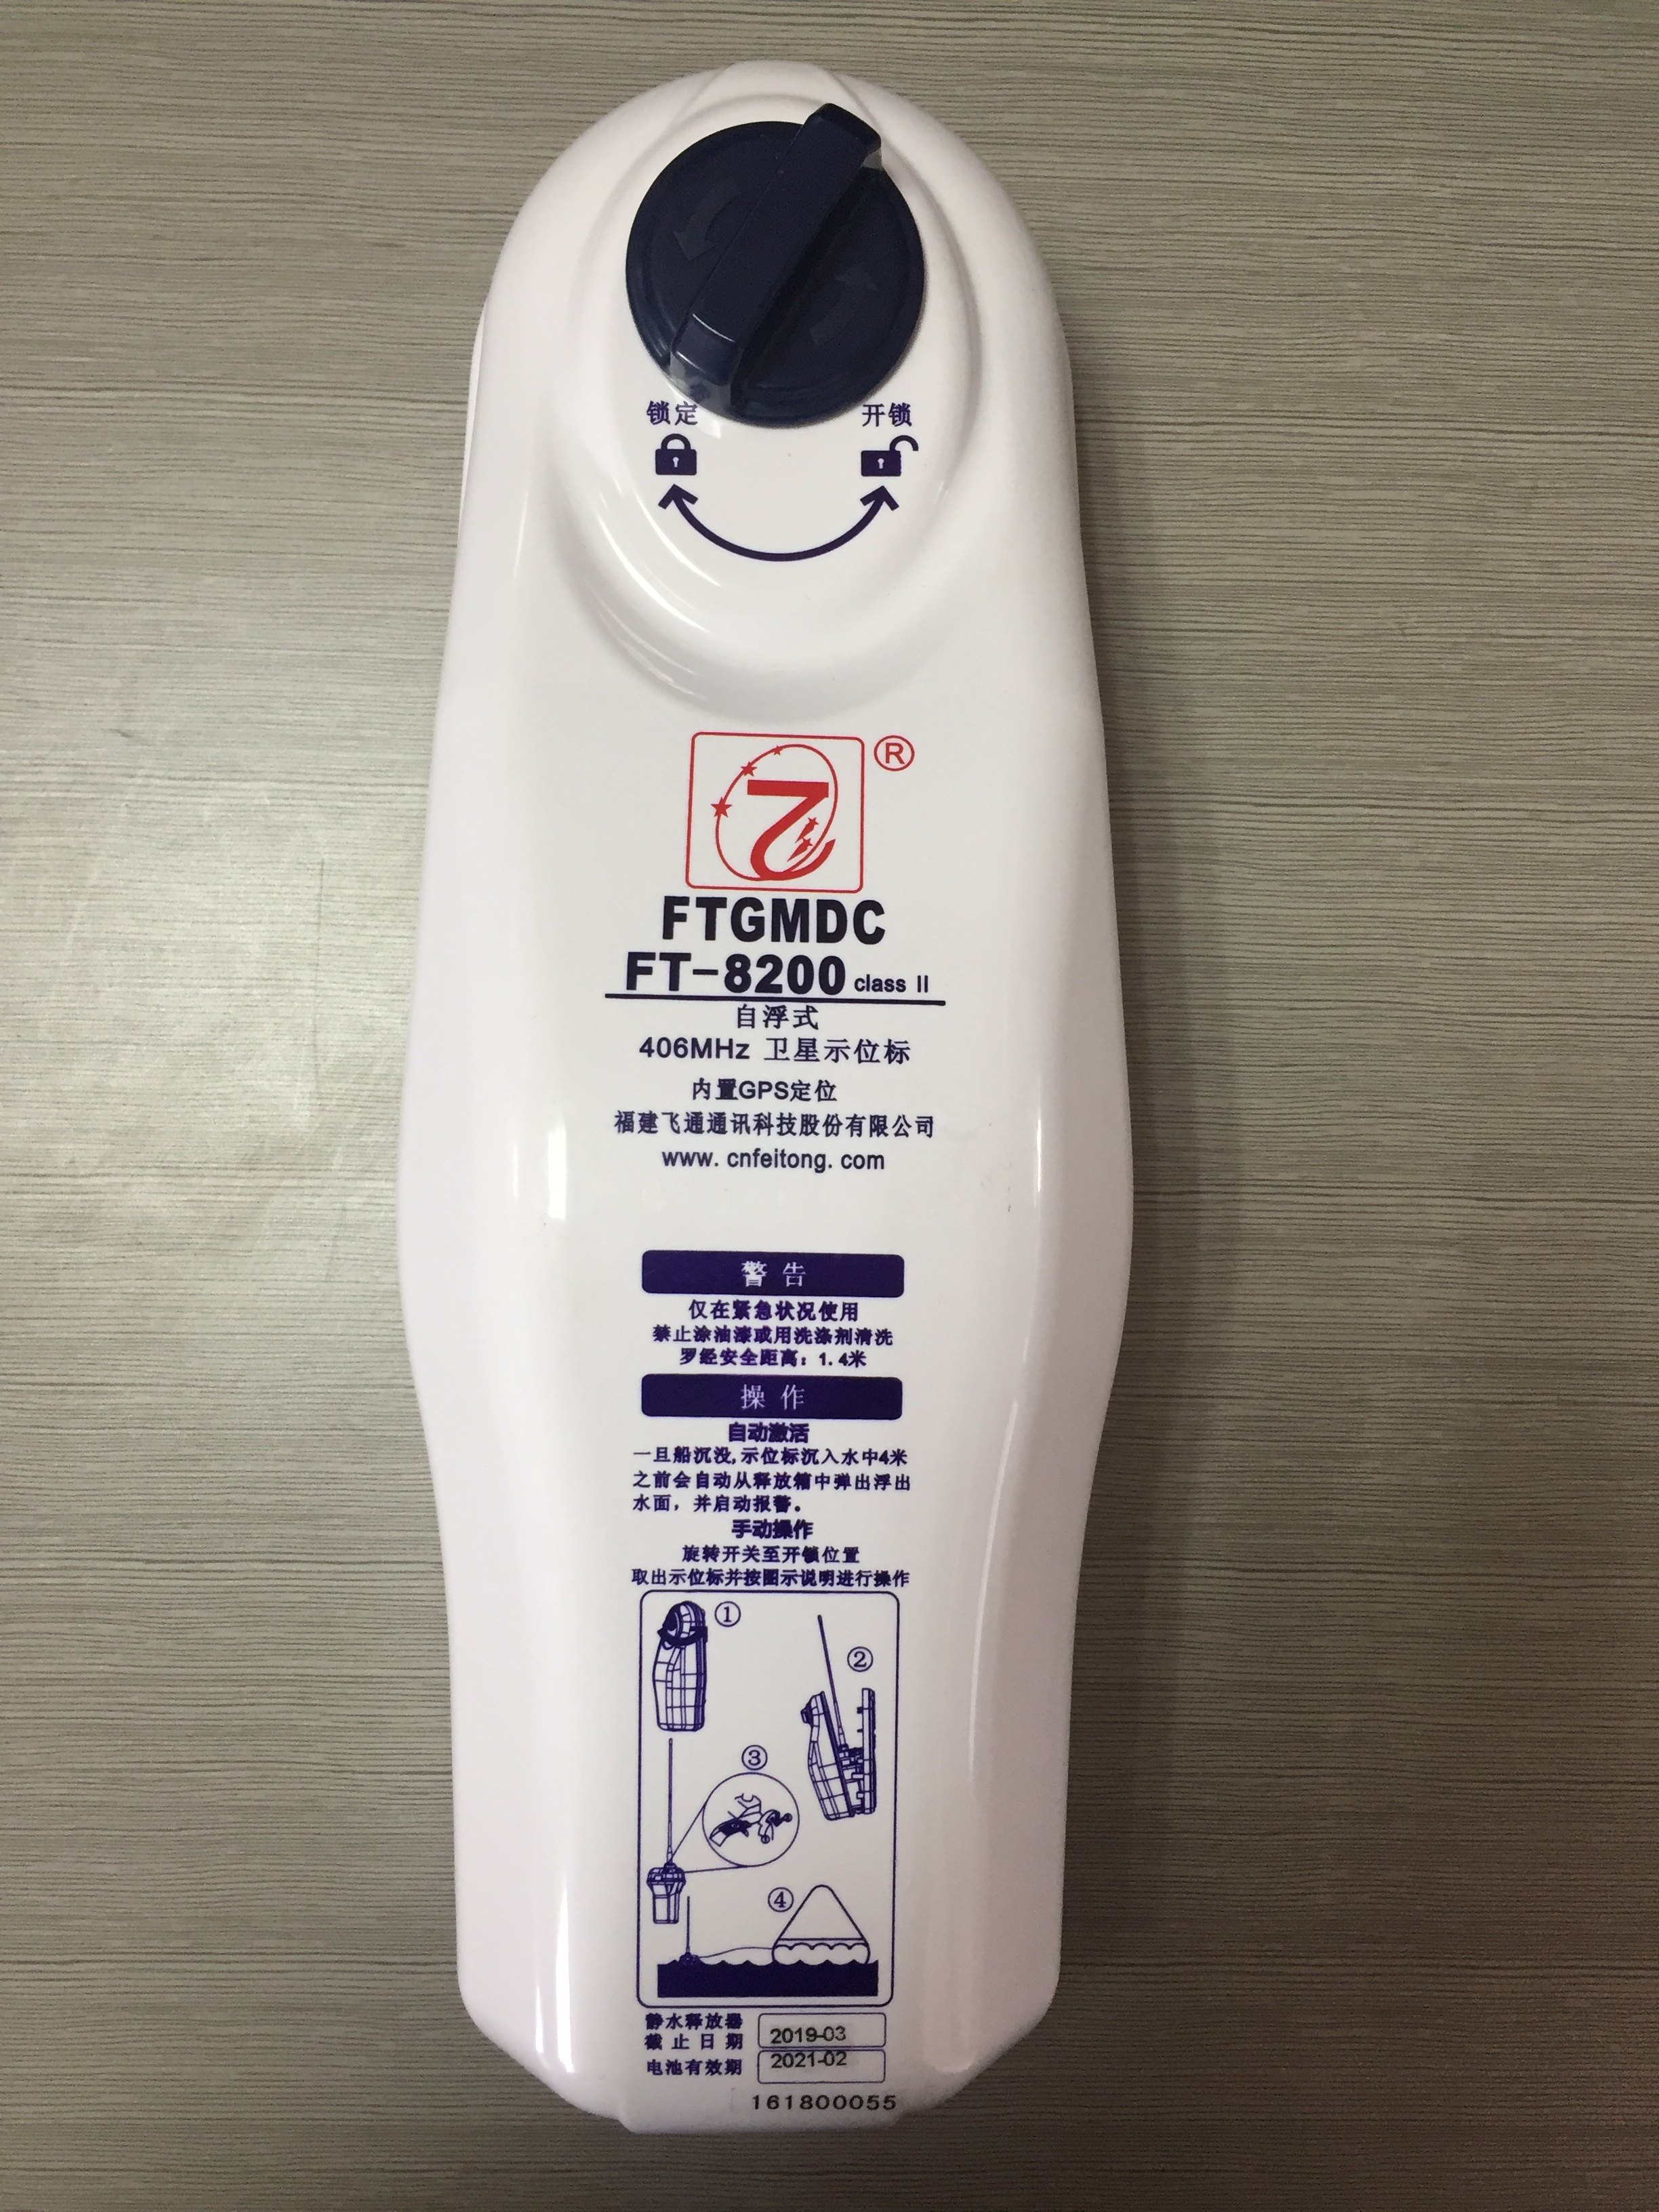 锁定 开锁
®
FTGMDC
FT-8200 class II
自浮式
406MHz 卫星示位标
内置GPS定位
福建飞通通讯科技股份有限公司
www. cnfeitong. com
警告
仅在紧急状况使用
禁止涂油漆或用洗涤剂清洗
罗经安全距离：1.4米
操作
自动激活
一旦船沉没,示位标沉入水中4米
之前会自动从释放箱中弹出浮出
水面，并启动报警。
手动操作
旋转开关至开锁位置
取出示位标并按图示说明进行操作
①
②
③
④
静水释放器
截止日期 2019-03
电池有效期 2021-02
161800055